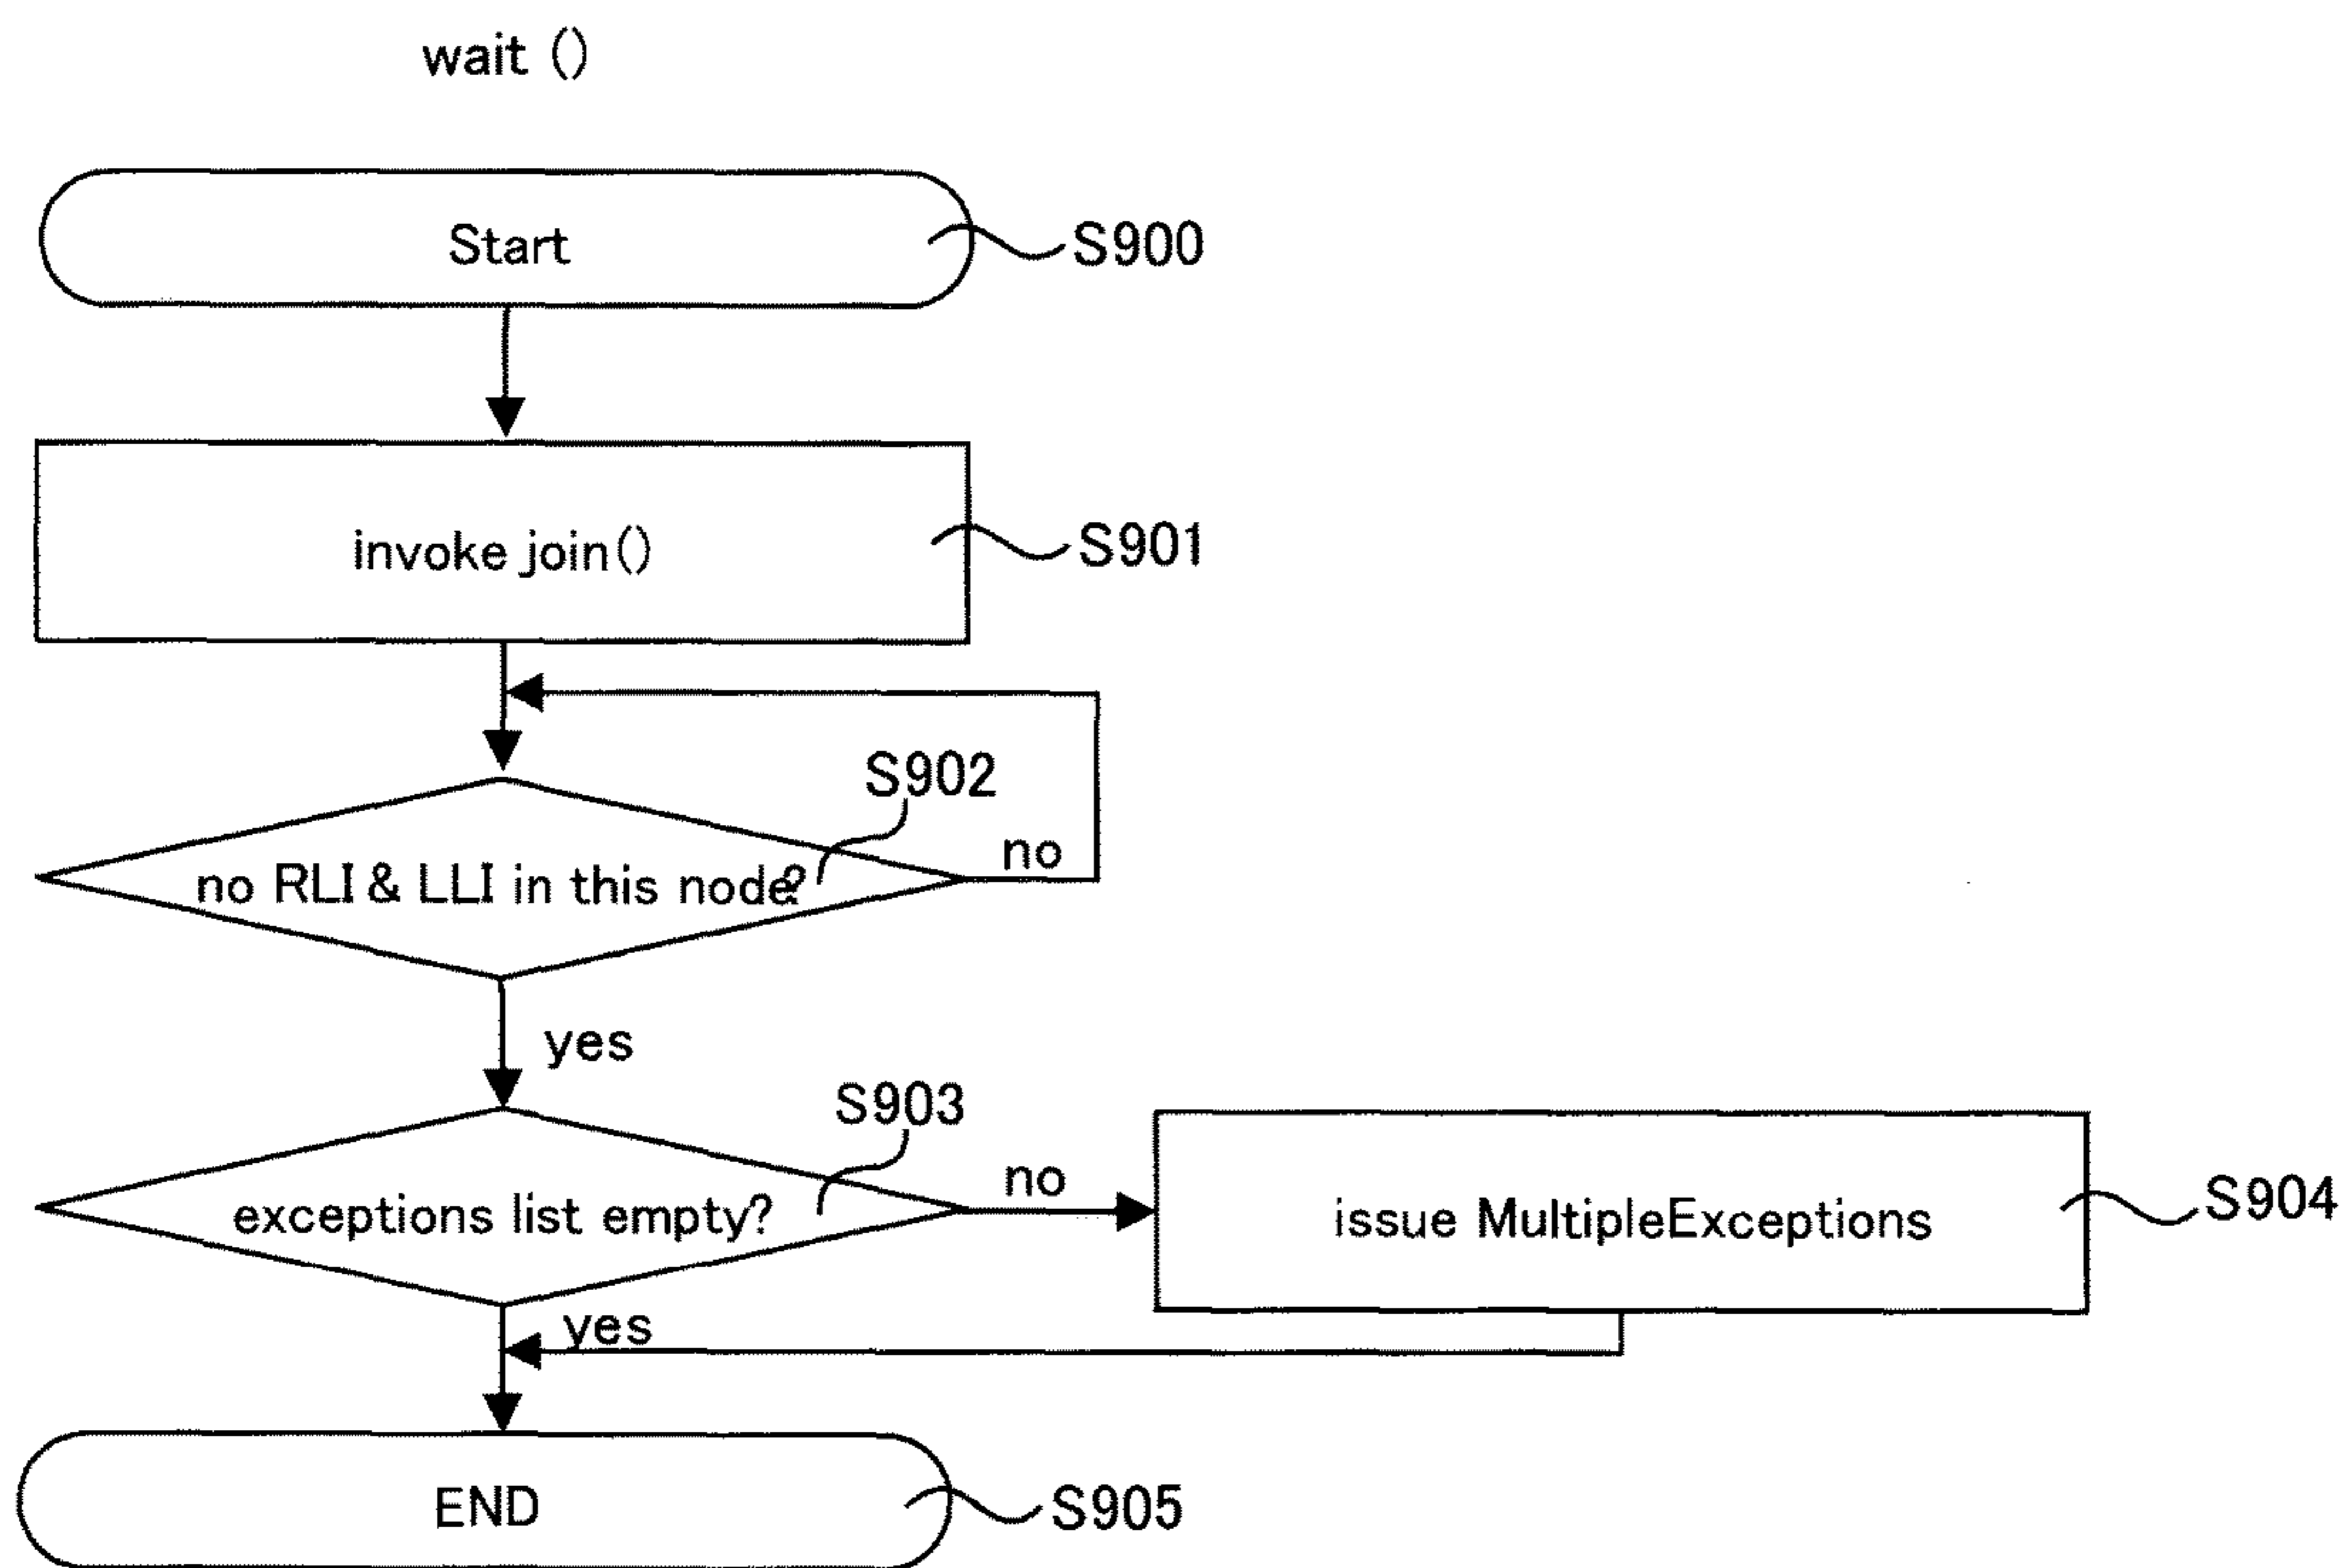 wait ()
Start
S900
invoke join()
S901
S902
no RLI & LLI in this node?
no
yes
S903
exceptions list empty?
no
issue MultipleExceptions
S904
yes
END
S905